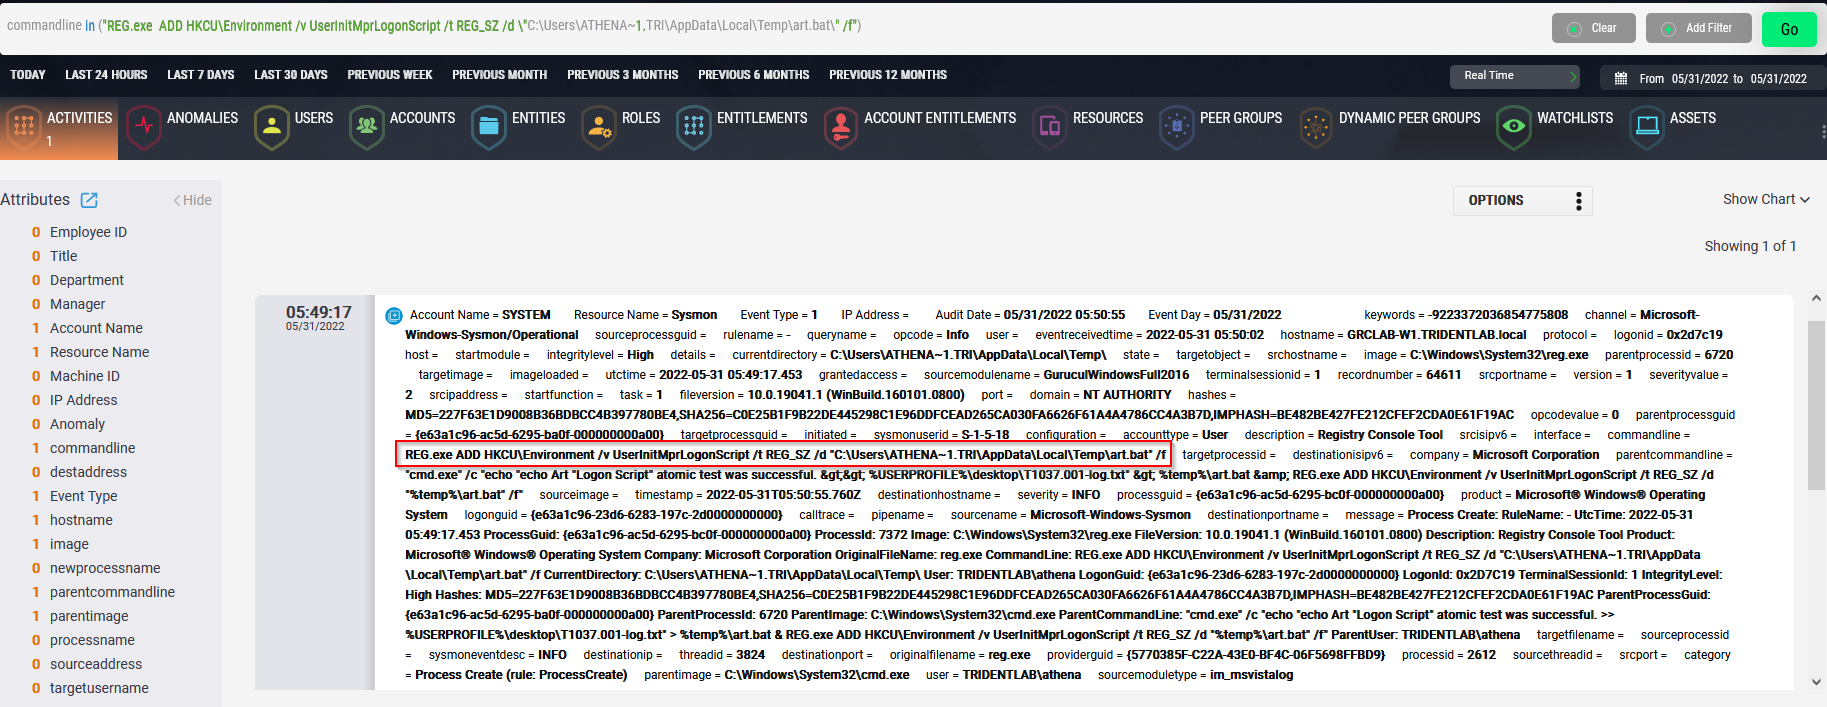 commandline in ("REG.exe  ADD HKCU\Environment /v UserInitMprLogonScript /t REG_SZ /d \"C:\Users\ATHENA~1.TRI\AppData\Local\Temp\art.bat\" /f")
Clear
Add Filter
Go
TODAY LAST 24 HOURS LAST 7 DAYS LAST 30 DAYS PREVIOUS WEEK PREVIOUS MONTH PREVIOUS 3 MONTHS PREVIOUS 6 MONTHS PREVIOUS 12 MONTHS
Real Time
From 05/31/2022 to 05/31/2022
ACTIVITIES
1
ANOMALIES
USERS
ACCOUNTS
ENTITIES
ROLES
ENTITLEMENTS
ACCOUNT ENTITLEMENTS
RESOURCES
PEER GROUPS
DYNAMIC PEER GROUPS
WATCHLISTS
ASSETS
Attributes
Hide
0 Employee ID
0 Title
0 Department
0 Manager
1 Account Name
1 Resource Name
0 Machine ID
0 IP Address
0 Anomaly
1 commandline
0 destaddress
1 Event Type
1 hostname
1 image
0 newprocessname
1 parentcommandline
1 parentimage
0 processname
0 sourceaddress
0 targetusername
OPTIONS
Show Chart
Showing 1 of 1
05:49:17
05/31/2022
Account Name = SYSTEM Resource Name = Sysmon Event Type = 1 IP Address = Audit Date = 05/31/2022 05:50:55 Event Day = 05/31/2022 keywords = -9223372036854775808 channel = Microsoft-
Windows-Sysmon/Operational sourceprocessguid = rulename = - queryname = opcode = Info user = eventreceivedtime = 2022-05-31 05:50:02 hostname = GRCLAB-W1.TRIDENTLAB.local protocol = logonid = 0x2d7c19
host = startmodule = integritylevel = High details = currentdirectory = C:\Users\ATHENA~1.TRI\AppData\Local\Temp\ state = targetobject = srchostname = image = C:\Windows\System32\reg.exe parentprocessid = 6720
targetimage = imageloaded = utctime = 2022-05-31 05:49:17.453 grantedaccess = sourcemodulename = GuruculWindowsFull2016 terminalsessionid = 1 recordnumber = 64611 srcportname = version = 1 severityvalue =
2 srcipaddress = startfunction = task = 1 fileversion = 10.0.19041.1 (WinBuild.160101.0800) port = domain = NT AUTHORITY hashes =
MD5=227F63E1D9008B36BDBCC4B397780BE4,SHA256=C0E25B1F9B22DE445298C1E96DDFCEAD265CA030FA6626F61A4A4786CC4A3B7D,IMPHASH=BE482BE427FE212CFEF2CDA0E61F19AC opcodevalue = 0 parentprocessguid
= {e63a1c96-ac5d-6295-ba0f-000000000a00} targetprocessguid = initiated = sysmonuserid = S-1-5-18 configuration = accounttype = User description = Registry Console Tool srcisipv6 = interface = commandline =
REG.exe ADD HKCU\Environment /v UserInitMprLogonScript /t REG_SZ /d "C:\Users\ATHENA~1.TRI\AppData\Local\Temp\art.bat" /f targetprocessid = destinationisipv6 = company = Microsoft Corporation parentcommandline =
"cmd.exe" /c "echo "echo Art "Logon Script" atomic test was successful. &gt;&gt; %USERPROFILE%\desktop\T1037.001-log.txt" &gt; %temp%\art.bat &amp; REG.exe ADD HKCU\Environment /v UserInitMprLogonScript /t REG_SZ /d
"%temp%\art.bat" /f" sourceimage = timestamp = 2022-05-31T05:50:55.760Z destinationhostname = severity = INFO processguid = {e63a1c96-ac5d-6295-bc0f-000000000a00} product = Microsoft® Windows® Operating
System logonguid = {e63a1c96-23d6-6283-197c-2d0000000000} calltrace = pipename = sourcename = Microsoft-Windows-Sysmon destinationportname = message = Process Create: RuleName: - UtcTime: 2022-05-31
05:49:17.453 ProcessGuid: {e63a1c96-ac5d-6295-bc0f-000000000a00} ProcessId: 7372 Image: C:\Windows\System32\reg.exe FileVersion: 10.0.19041.1 (WinBuild.160101.0800) Description: Registry Console Tool Product:
Microsoft® Windows® Operating System Company: Microsoft Corporation OriginalFileName: reg.exe CommandLine: REG.exe ADD HKCU\Environment /v UserInitMprLogonScript /t REG_SZ /d "C:\Users\ATHENA~1.TRI\AppData
\Local\Temp\art.bat" /f CurrentDirectory: C:\Users\ATHENA~1.TRI\AppData\Local\Temp\ User: TRIDENTLAB\athena LogonGuid: {e63a1c96-23d6-6283-197c-2d0000000000} LogonId: 0x2D7C19 TerminalSessionId: 1 IntegrityLevel:
High Hashes: MD5=227F63E1D9008B36BDBCC4B397780BE4,SHA256=C0E25B1F9B22DE445298C1E96DDFCEAD265CA030FA6626F61A4A4786CC4A3B7D,IMPHASH=BE482BE427FE212CFEF2CDA0E61F19AC ParentProcessGuid:
{e63a1c96-ac5d-6295-ba0f-000000000a00} ParentProcessId: 6720 ParentImage: C:\Windows\System32\cmd.exe ParentCommandLine: "cmd.exe" /c "echo "echo Art "Logon Script" atomic test was successful. >>
%USERPROFILE%\desktop\T1037.001-log.txt" > %temp%\art.bat & REG.exe ADD HKCU\Environment /v UserInitMprLogonScript /t REG_SZ /d "%temp%\art.bat" /f" ParentUser: TRIDENTLAB\athena targetfilename = sourceprocessid
= sysmoneventdesc = INFO destinationip = threadid = 3824 destinationport = originalfilename = reg.exe providerguid = {5770385F-C22A-43E0-BF4C-06F5698FFBD9} processid = 2612 sourcethreadid = srcport = category
= Process Create (rule: ProcessCreate) parentimage = C:\Windows\System32\cmd.exe user = TRIDENTLAB\athena sourcemoduletype = im_msvistalog